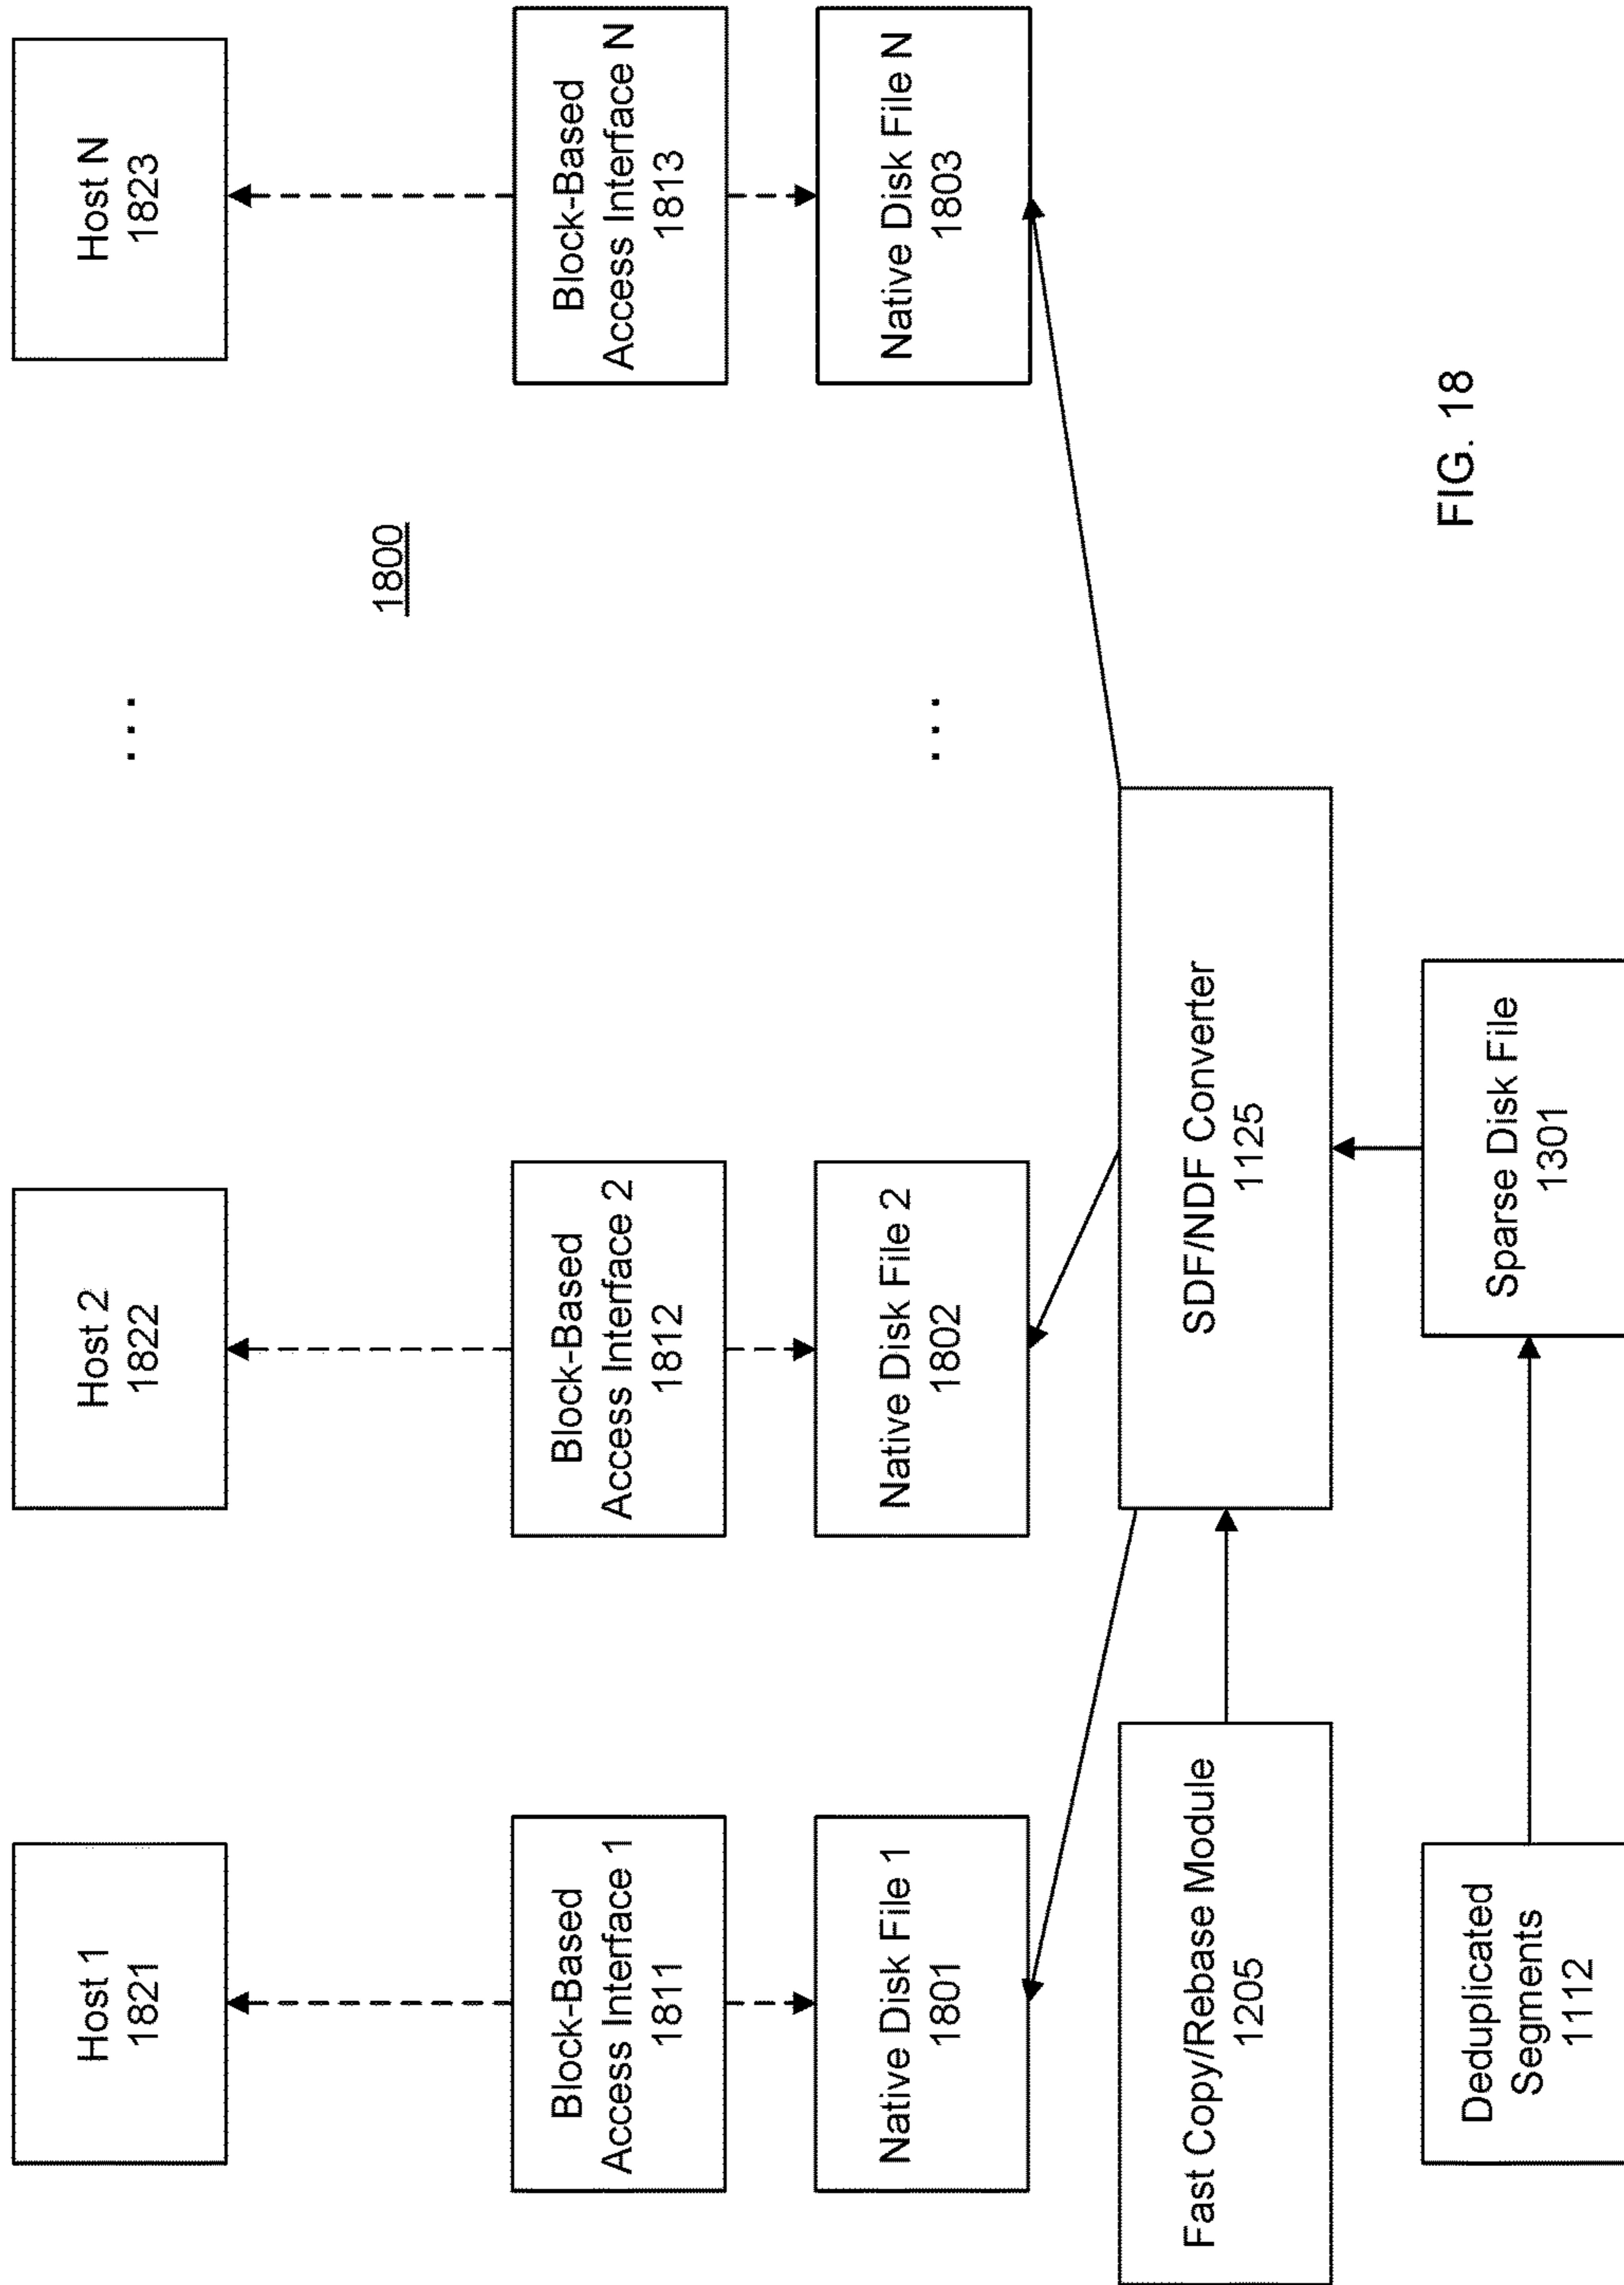 Host 1
1821
Host 2
1822
. . .
Host N
1823
1800
Block-Based
Access Interface 1
1811
Block-Based
Access Interface 2
1812
Block-Based
Access Interface N
1813
Native Disk File 1
1801
Native Disk File 2
1802
. . .
Native Disk File N
1803
Fast Copy/Rebase Module
1205
SDF/NDF Converter
1125
Deduplicated
Segments
1112
Sparse Disk File
1301
FIG. 18